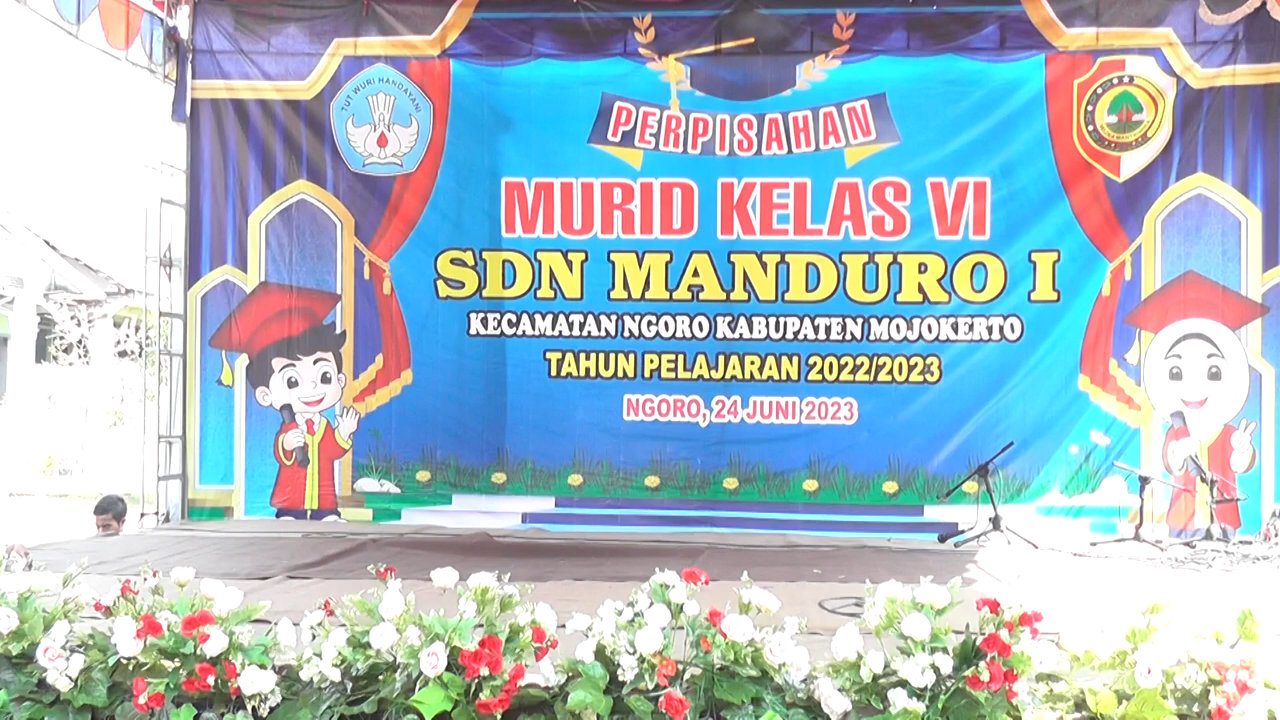 TUT WURI HANDAYANI
PERPISAHAN
MURID KELAS VI
SDN MANDURO I
KECAMATAN NGORO KABUPATEN MOJOKERTO
TAHUN PELAJARAN 2022/2023
NGORO, 24 JUNI 2023